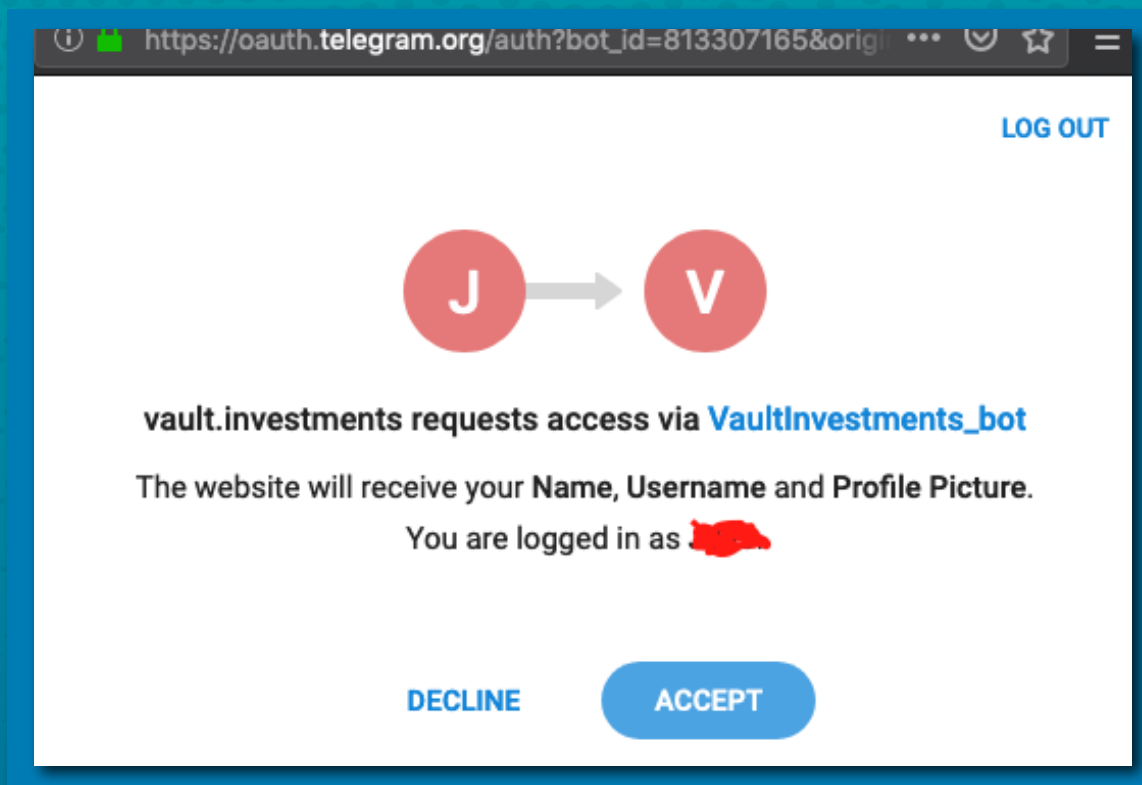 https://oauth.telegram.org/auth?bot_id=813307165&origi
LOG OUT
J
V
vault.investments requests access via VaultInvestments_bot
The website will receive your Name, Username and Profile Picture.
You are logged in as
DECLINE
ACCEPT